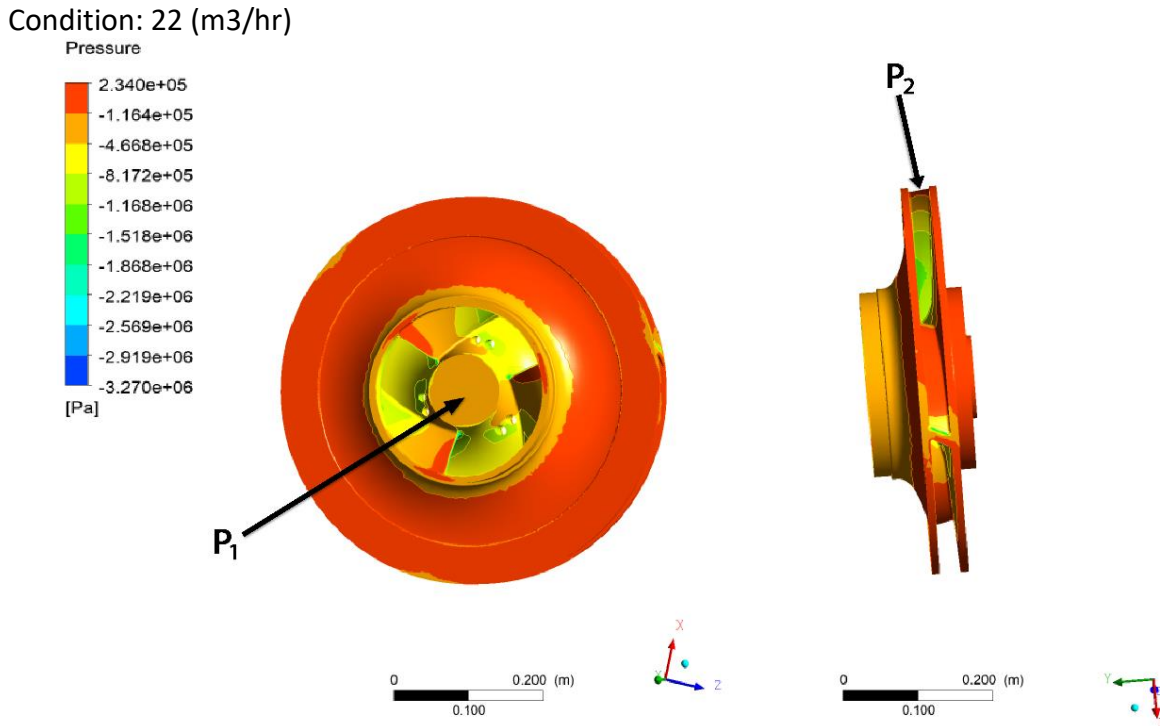 Condition: 22 (m3/hr)
Pressure
2.340e+05
-1.164e+05
-4.668e+05
-8.172e+05
-1.168e+06
-1.518e+06
-1.868e+06
-2.219e+06
-2.569e+06
-2.919e+06
-3.270e+06
[Pa]
P2
P1
X
Z
Y
0 0.200 (m)
0.100
0 0.200 (m)
0.100